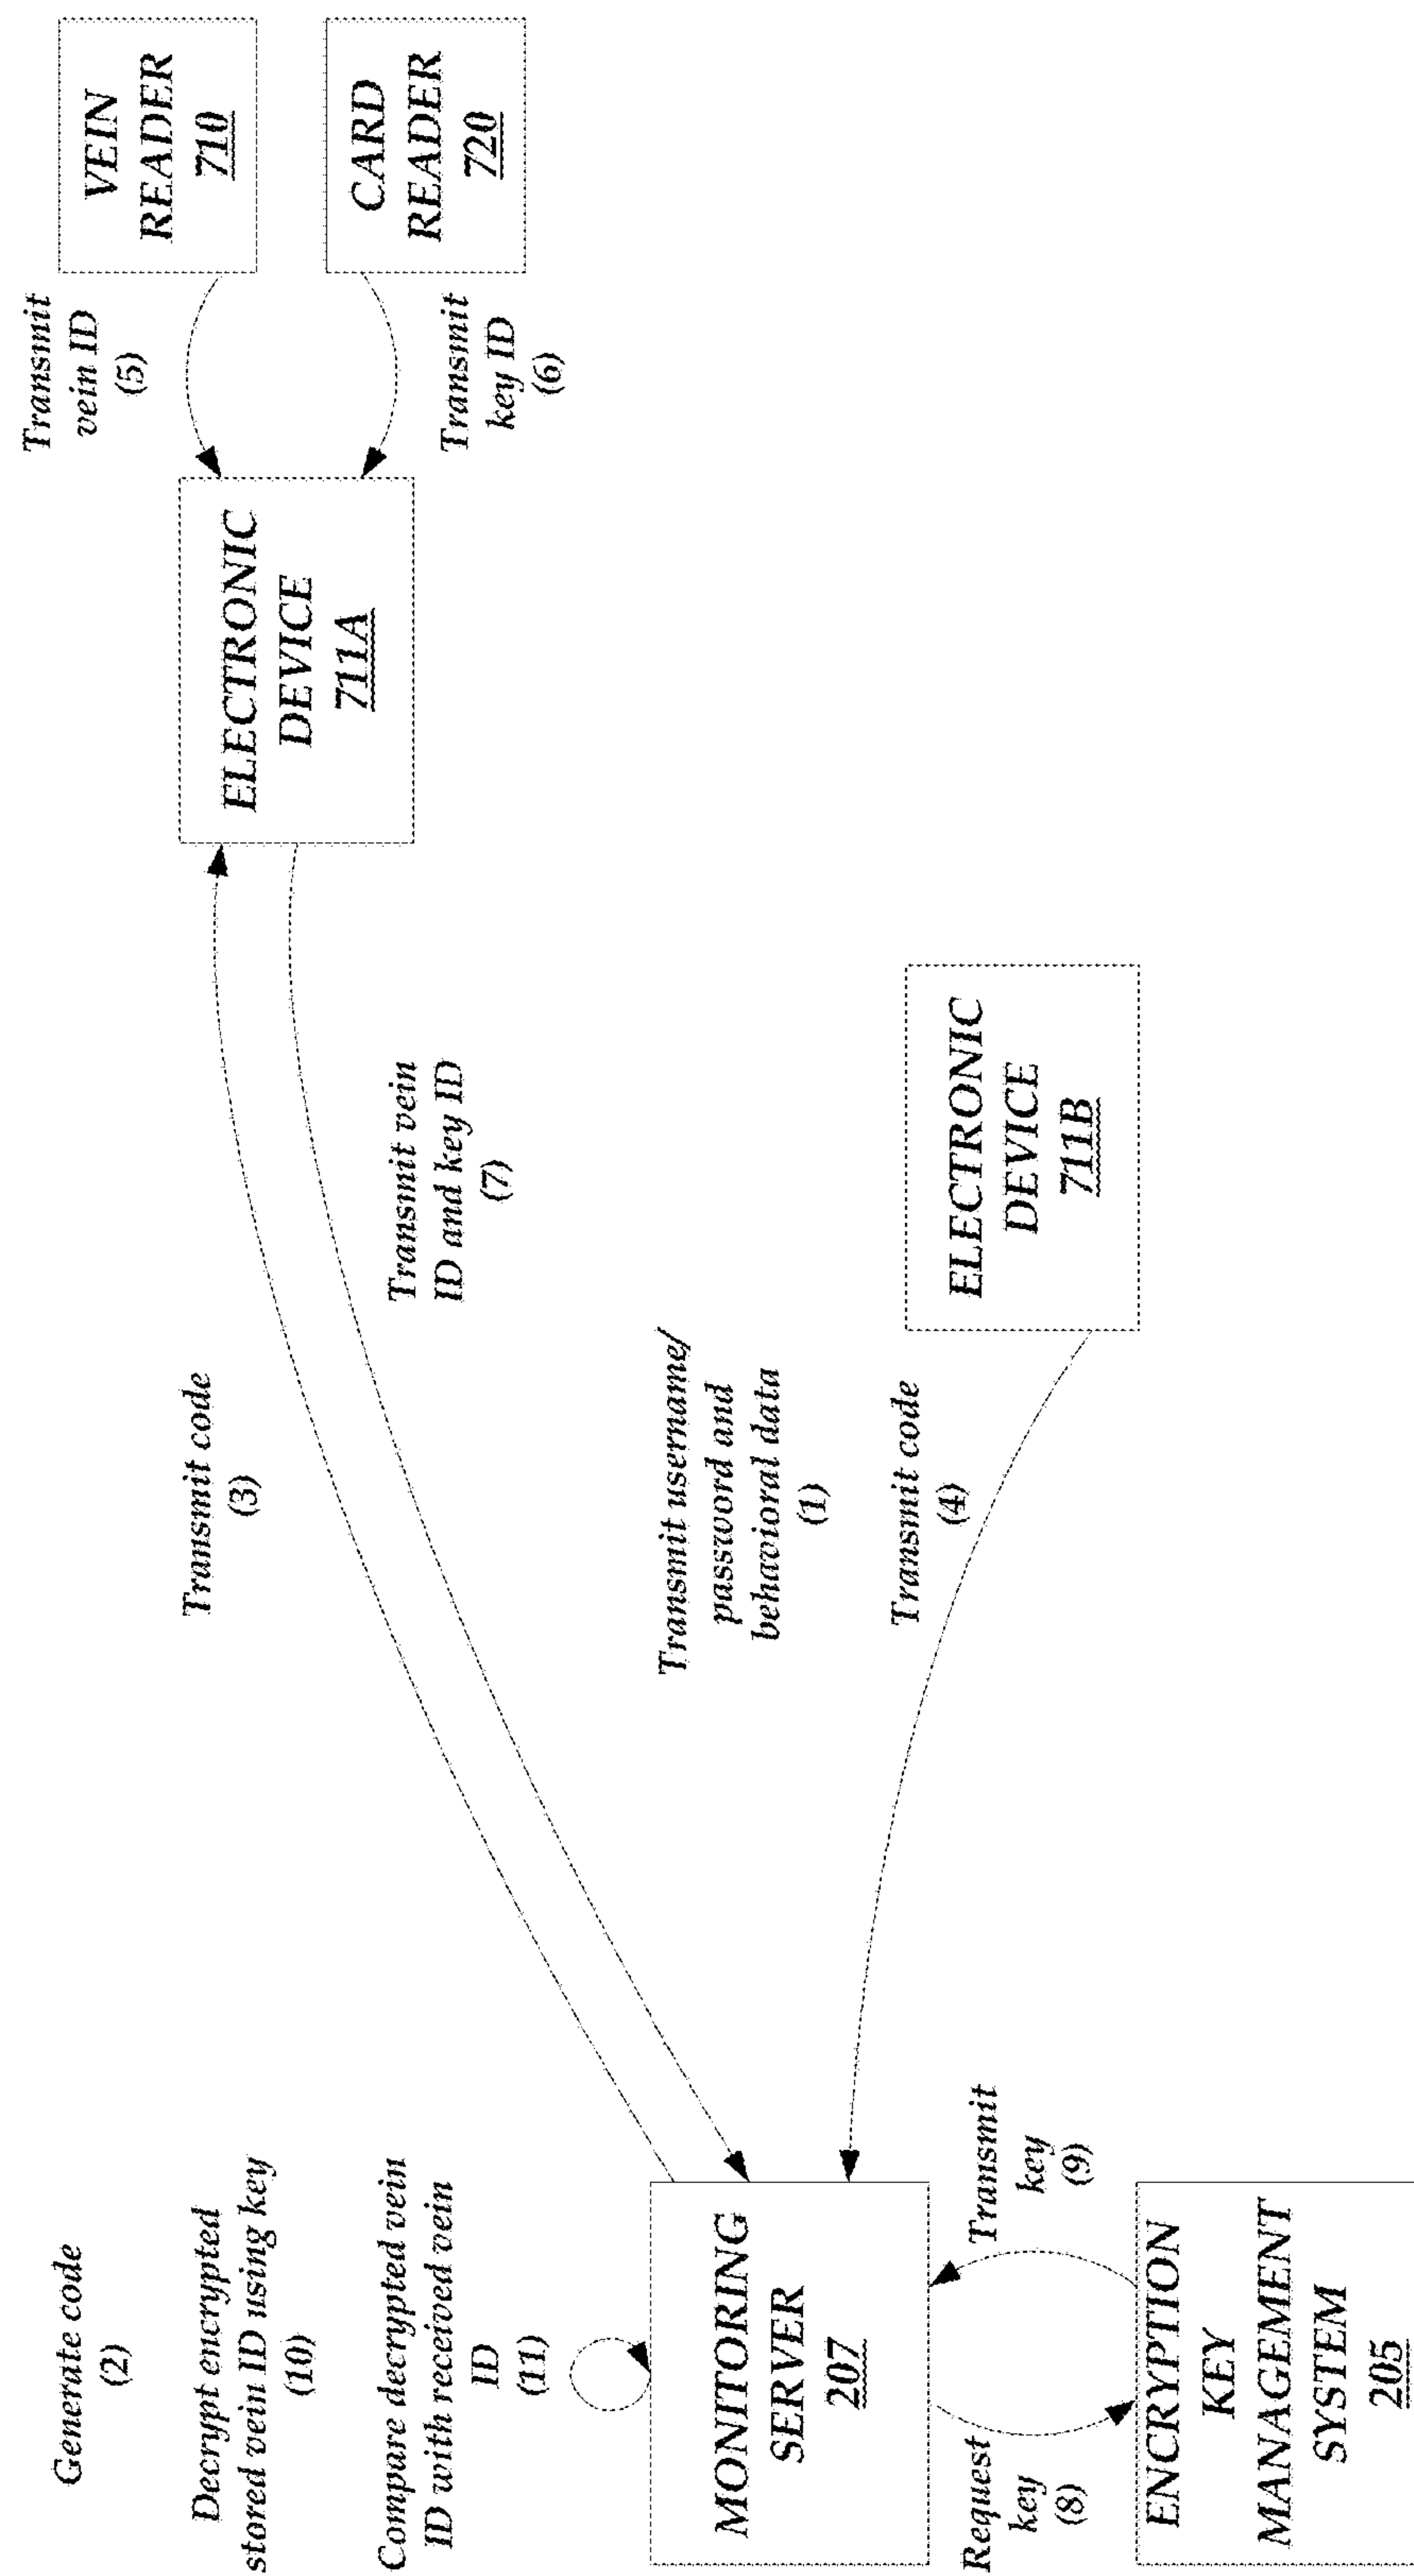 Generate code
(2)
Decrypt encrypted
stored vein ID using key
(10)
Compare decrypted vein
ID with received vein
ID
(11)
MONITORING
SERVER
207
Request
key
(8)
Transmit
key
(9)
ENCRYPTION
KEY
MANAGEMENT
SYSTEM
205
Transmit code
(3)
Transmit vein
ID and key ID
(7)
Transmit username/
password and
behavioral data
(1)
Transmit code
(4)
ELECTRONIC
DEVICE
711B
ELECTRONIC
DEVICE
711A
Transmit
vein ID
(5)
Transmit
key ID
(6)
VEIN
READER
710
CARD
READER
720